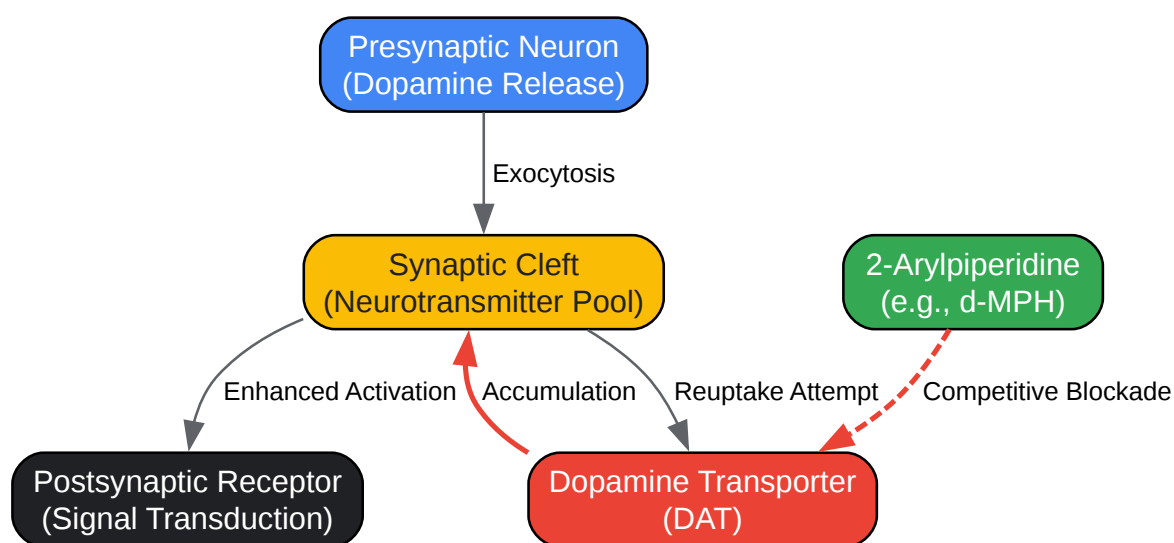 Presynaptic Neuron
(Dopamine Release)
Exocytosis
Synaptic Cleft
(Neurotransmitter Pool)
2-Arylpiperidine
(e.g., d-MPH)
Enhanced Activation
Accumulation
Reuptake Attempt
Competitive Blockade
Postsynaptic Receptor
(Signal Transduction)
Dopamine Transporter
(DAT)